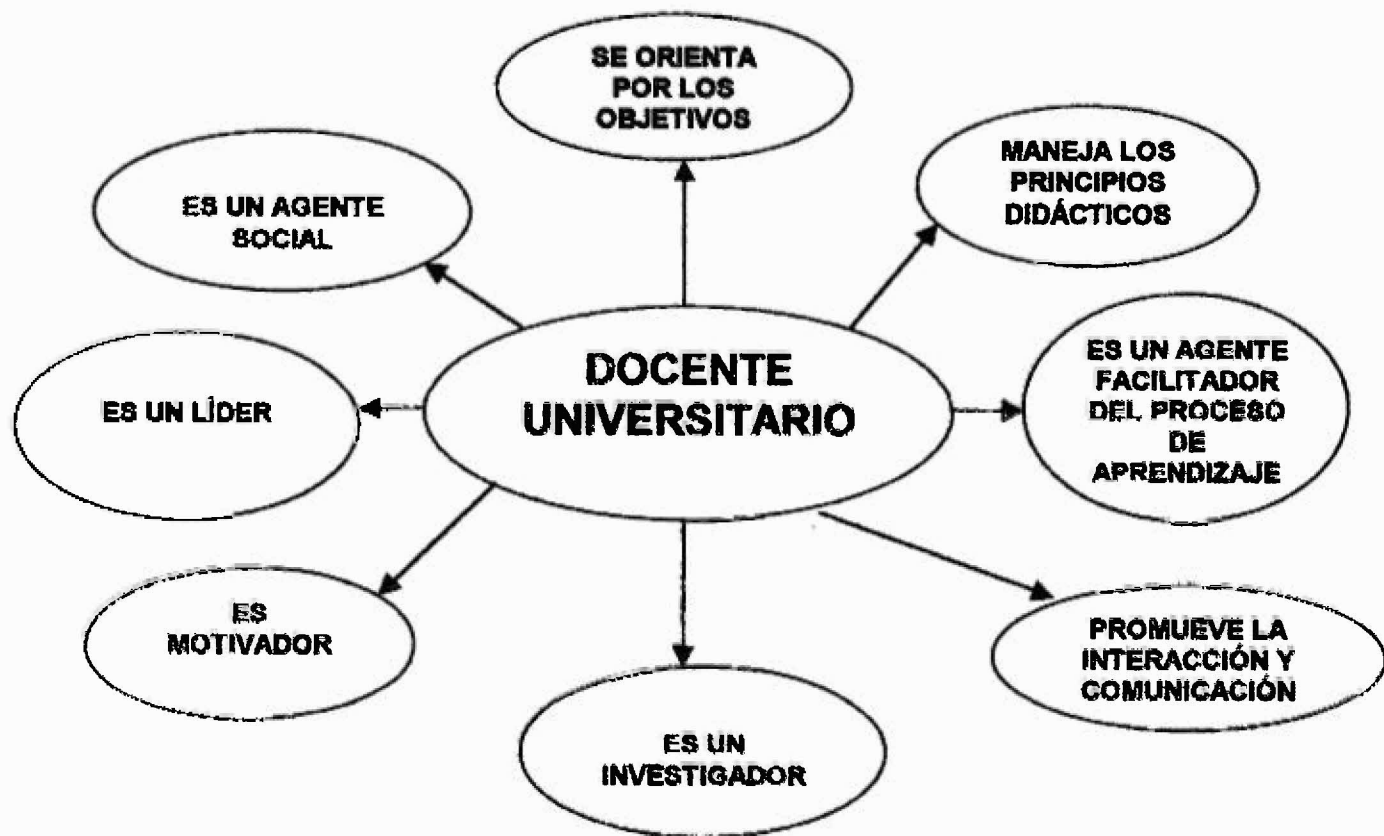 SE ORIENTA
POR LOS
OBJETIVOS
MANEJA LOS
PRINCIPIOS
DIDÁCTICOS
ES UN AGENTE
SOCIAL
DOCENTE
UNIVERSITARIO
ES UN AGENTE
FACILITADOR
DEL PROCESO
DE
APRENDIZAJE
ES UN LÍDER
ES
MOTIVADOR
PROMUEVE LA
INTERACCIÓN Y
COMUNICACIÓN
ES UN
INVESTIGADOR